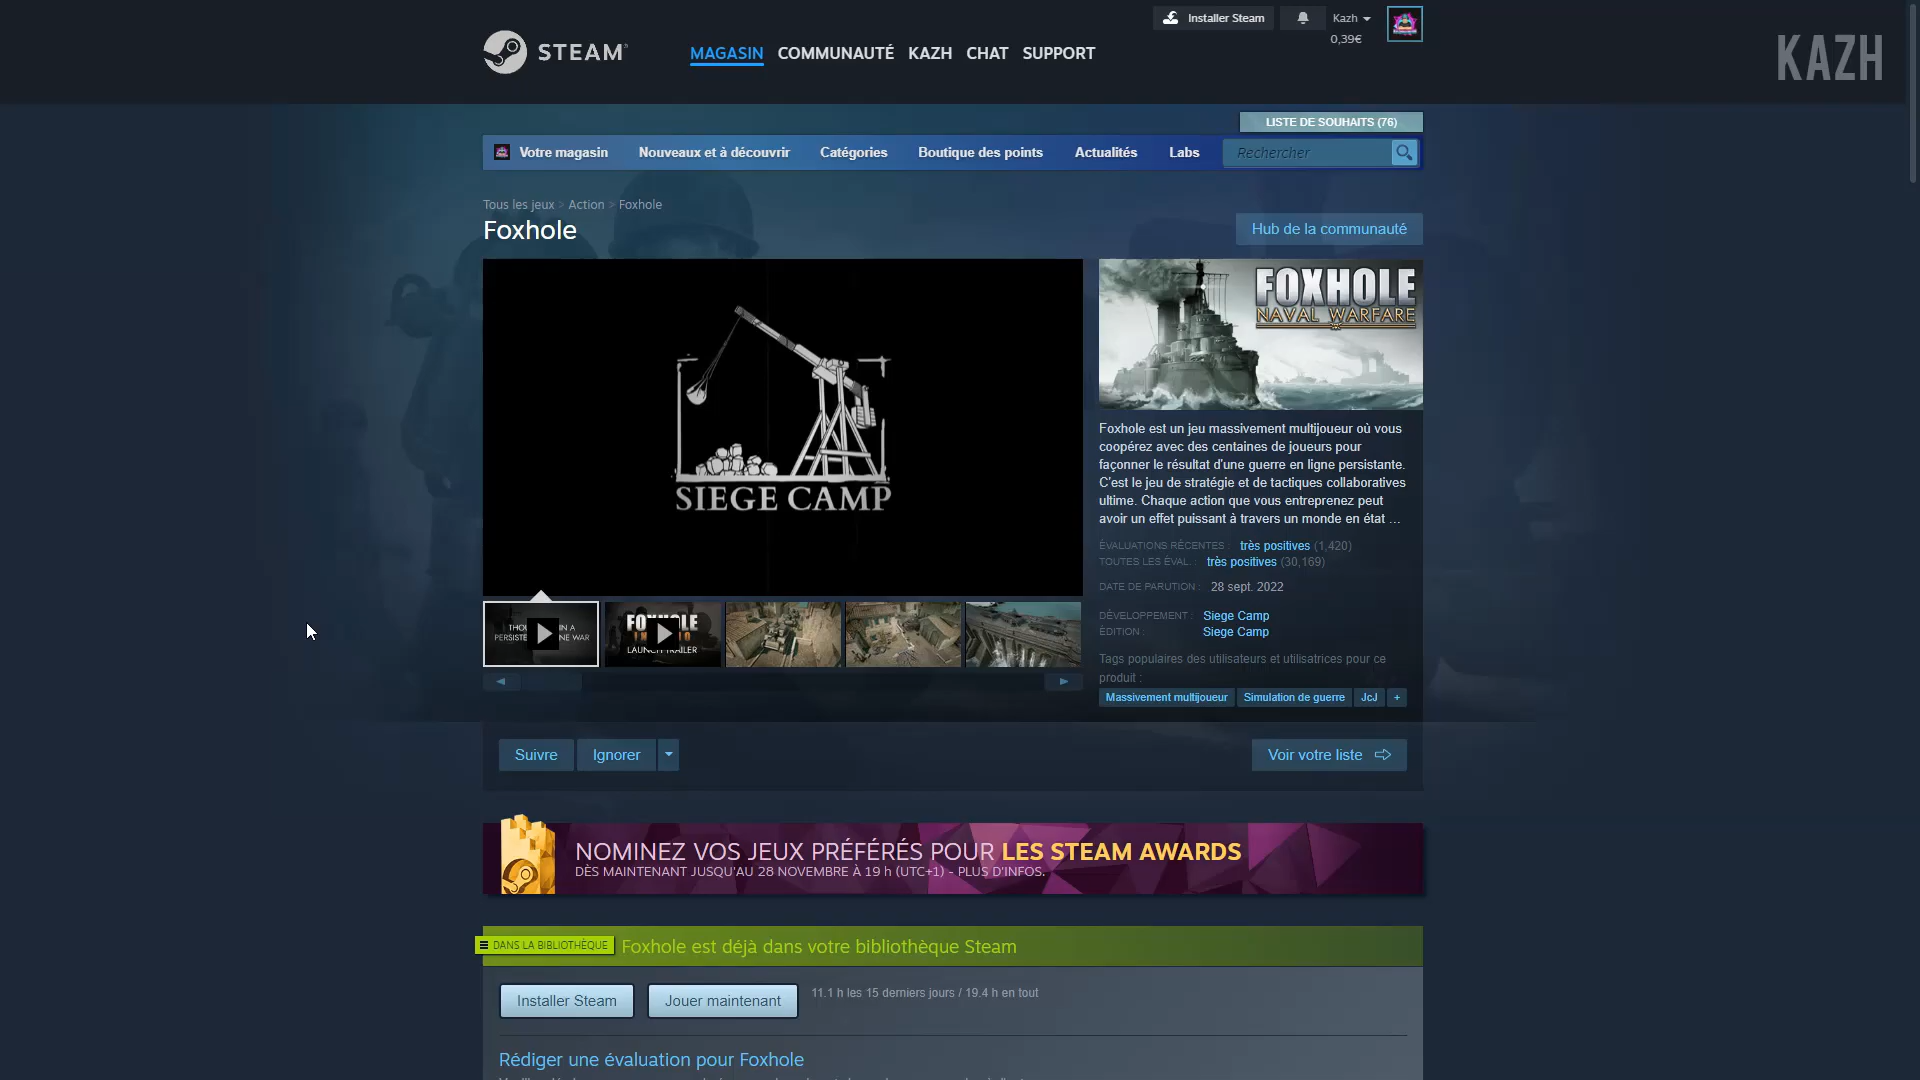 Installer Steam
Kazh
0,39€
STEAM
MAGASIN COMMUNAUTÉ KAZH CHAT SUPPORT
KAZH
LISTE DE SOUHAITS (76)
Votre magasin Nouveaux et à découvrir Catégories Boutique des points Actualités Labs Rechercher
Tous les jeux > Action > Foxhole
Foxhole
Hub de la communauté
SIEGE CAMP
LAUNCH TRAILER
FOXHOLE
NAVAL WARFARE
Foxhole est un jeu massivement multijoueur où vous
coopérez avec des centaines de joueurs pour
façonner le résultat d'une guerre en ligne persistante.
C'est le jeu de stratégie et de tactiques collaboratives
ultime. Chaque action que vous entreprenez peut
avoir un effet puissant à travers un monde en état ...
ÉVALUATIONS RÉCENTES : très positives (1,420)
TOUTES LES ÉVAL. : très positives (30,169)
DATE DE PARUTION : 28 sept. 2022
DÉVELOPPEMENT : Siege Camp
ÉDITION : Siege Camp
Tags populaires des utilisateurs et utilisatrices pour ce
produit :
Massivement multijoueur Simulation de guerre JcJ +
Suivre Ignorer
Voir votre liste
NOMINEZ VOS JEUX PRÉFÉRÉS POUR LES STEAM AWARDS
DÈS MAINTENANT JUSQU'AU 28 NOVEMBRE À 19 h (UTC+1) - PLUS D'INFOS.
DANS LA BIBLIOTHÈQUE Foxhole est déjà dans votre bibliothèque Steam
Installer Steam Jouer maintenant 11.1 h les 15 derniers jours / 19.4 h en tout
Rédiger une évaluation pour Foxhole